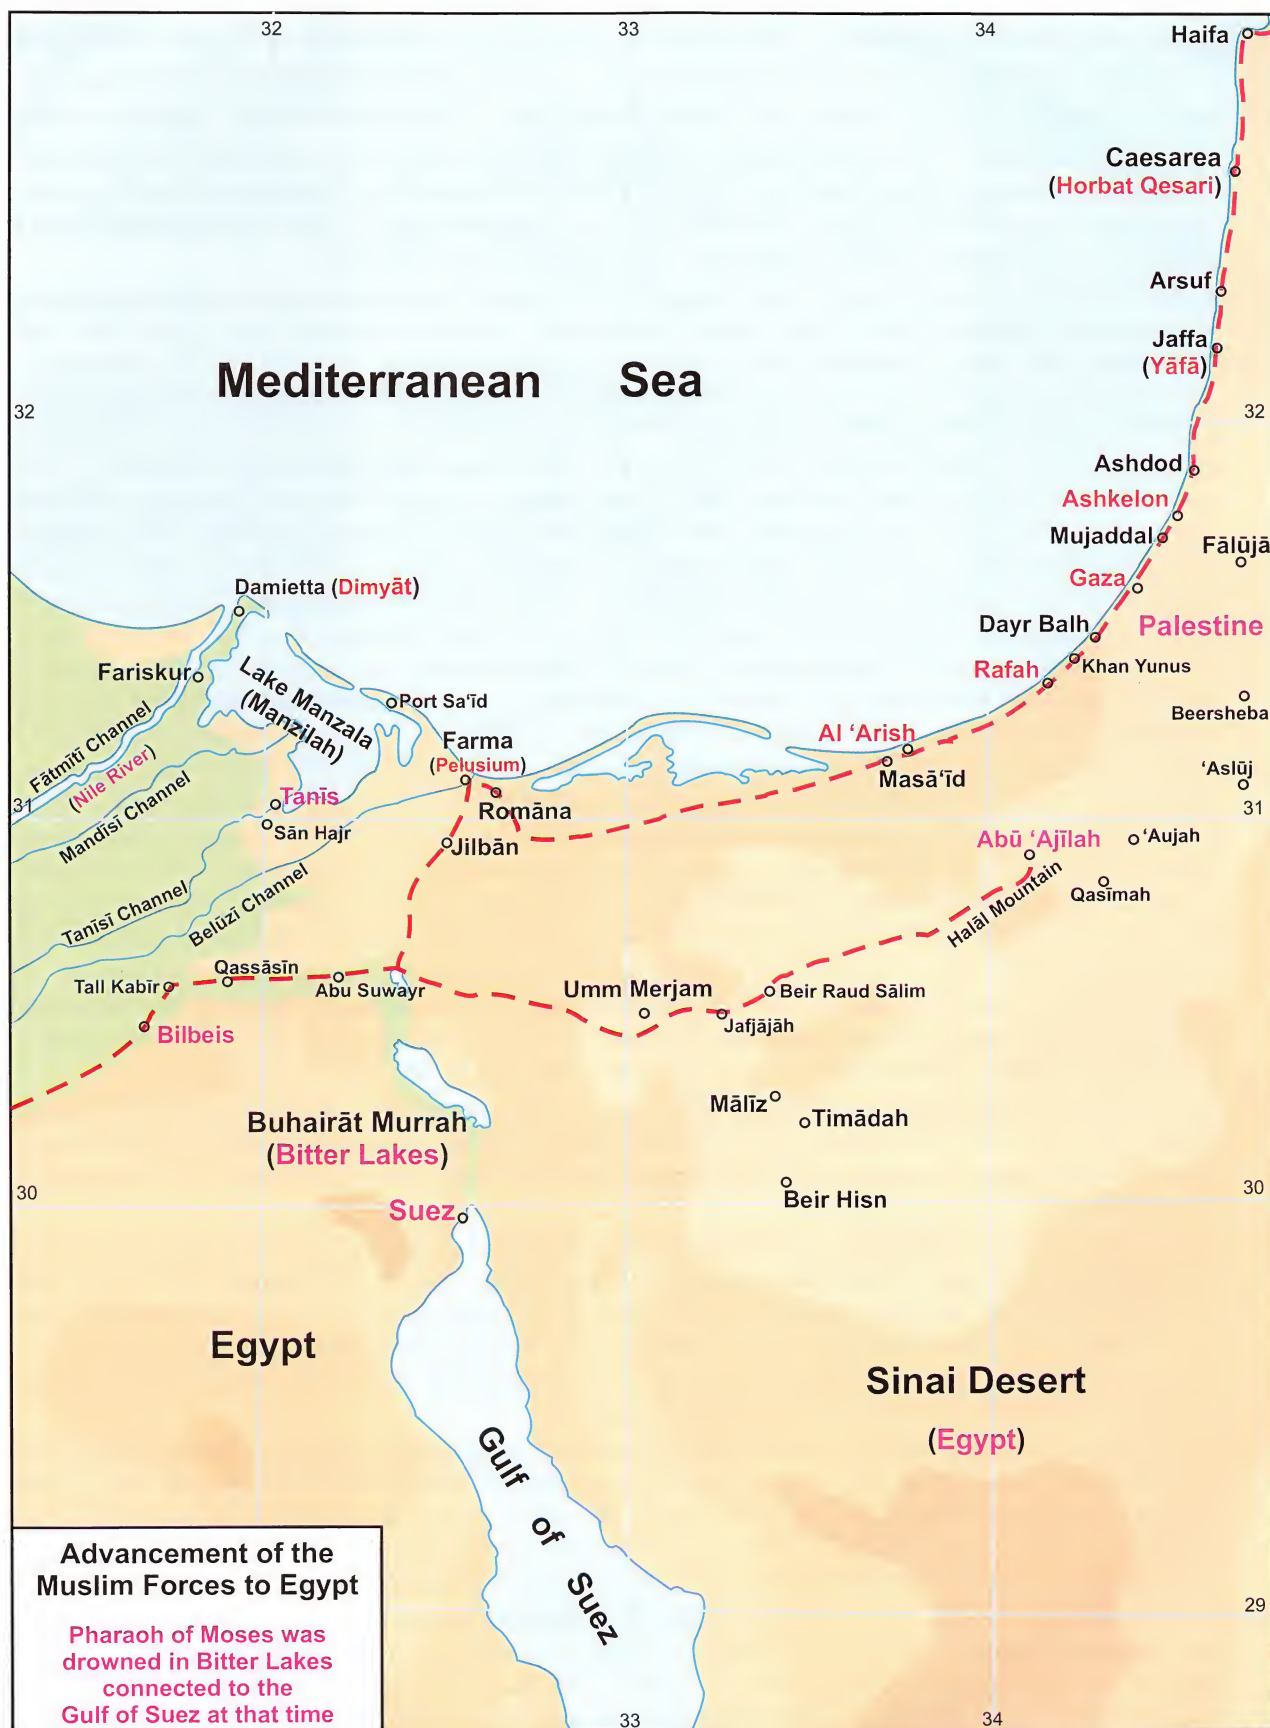 32
33
34
Haifa
Caesarea
(Horbat Qesari)
Arsuf
Jaffa
(Yāfā)
Mediterranean Sea
32
32
Ashdod
Ashkelon
Mujaddal
Fālūjā
Gaza
Damietta (Dimyāt)
Dayr Balh
Palestine
Fariskur
Lake Manzala
(Manzilah)
Rafah
Khan Yunus
Port Sa‘īd
Beersheba
Fātmītī Channel
(Nile River)
Farma
(Pelusium)
Al ‘Arish
Masā‘īd
‘Aslūj
31
Mandīsī Channel
Tanīs
Romāna
Sān Hajr
Jilbān
Abū ‘Ajīlah
‘Aujah
Tanīsī Channel
Belūzī Channel
Halāl Mountain
Qasīmah
Tall Kabīr
Qassāsīn
Abu Suwayr
Umm Merjam
Beir Raud Sālim
Jafjājāh
Bilbeis
Mālīz
Timādah
Buhairāt Murrah
(Bitter Lakes)
30
30
Beir Hisn
Suez
Egypt
Sinai Desert
(Egypt)
Gulf of Suez
Advancement of the
Muslim Forces to Egypt
Pharaoh of Moses was
drowned in Bitter Lakes
connected to the
Gulf of Suez at that time
29
33
34